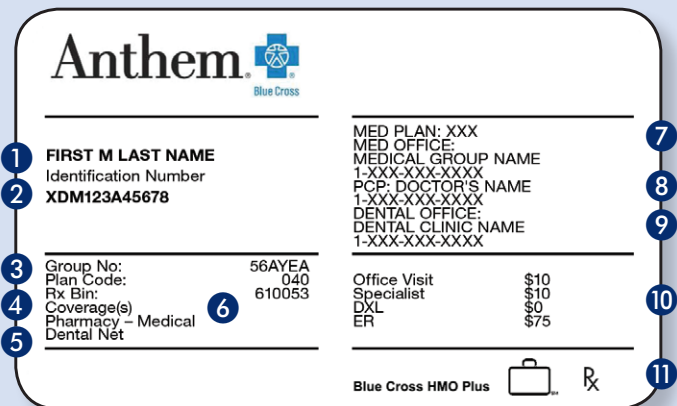 Anthem.
Blue Cross
1 FIRST M LAST NAME
Identification Number
2 XDM123A45678
3 Group No: 56AYEA
Plan Code: 040
4 Rx Bin: 610053
Coverage(s) 6
Pharmacy – Medical
5 Dental Net
MED PLAN: XXX 7
MED OFFICE:
MEDICAL GROUP NAME
1-XXX-XXX-XXXX
PCP: DOCTOR'S NAME 8
1-XXX-XXX-XXXX
DENTAL OFFICE: 9
DENTAL CLINIC NAME
1-XXX-XXX-XXXX
Office Visit $10
Specialist $10 10
DXL $0
ER $75
Blue Cross HMO Plus Rx 11